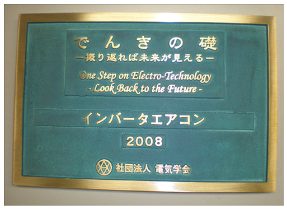 でんきの礎
－振り返れば未来が見える－
One Step on Electro-Technology
- Look Back to the Future -
インバータエアコン
2008
社団法人 電気学会